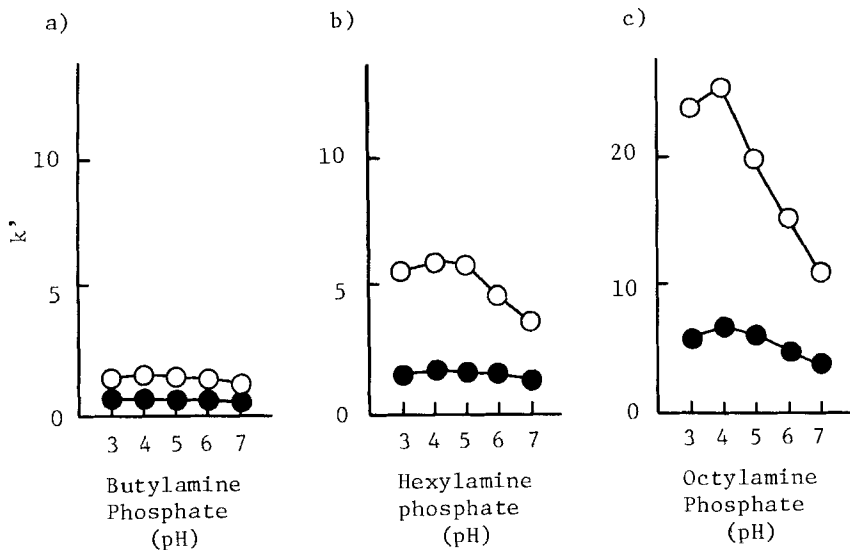 a)
10
5
0
k'
3 4 5 6 7
Butylamine
Phosphate
(pH)
b)
10
5
0
3 4 5 6 7
Hexylamine
phosphate
(pH)
c)
20
10
0
3 4 5 6 7
Octylamine
Phosphate
(pH)